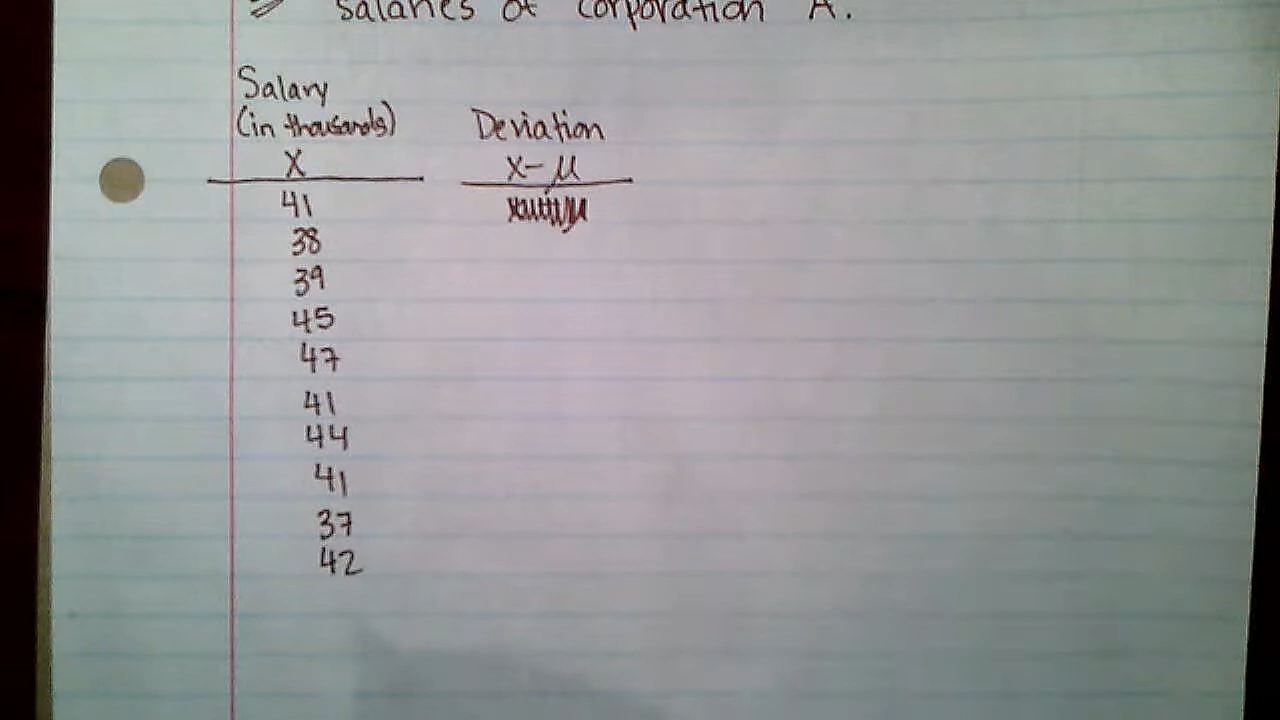 salaries of corporation A.
Salary
(in thousands) Deviation
x x-μ
41
38
39
45
47
41
44
41
37
42